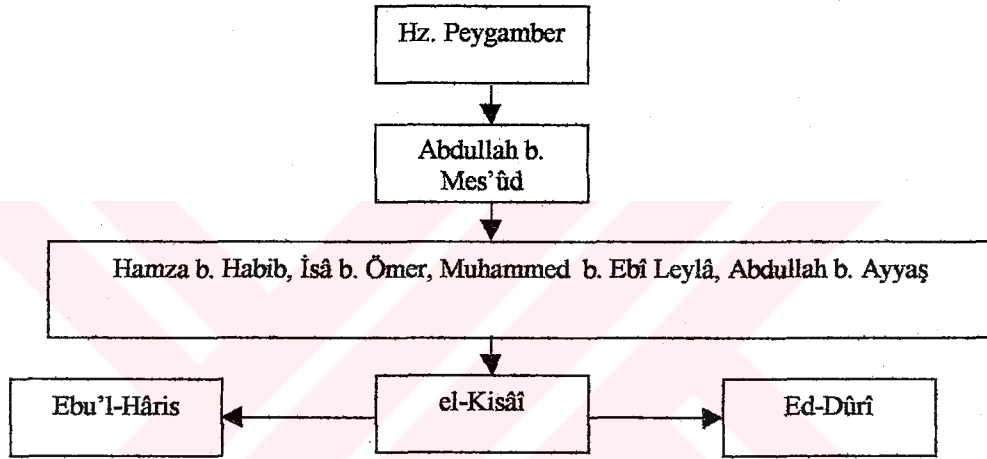 Hz. Peygamber
Abdullah b.
Mes'ûd
Hamza b. Habib, İsâ b. Ömer, Muhammed b. Ebî Leylâ, Abdullah b. Ayyaş
Ebu'l-Hâris
el-Kisâî
Ed-Dûrî